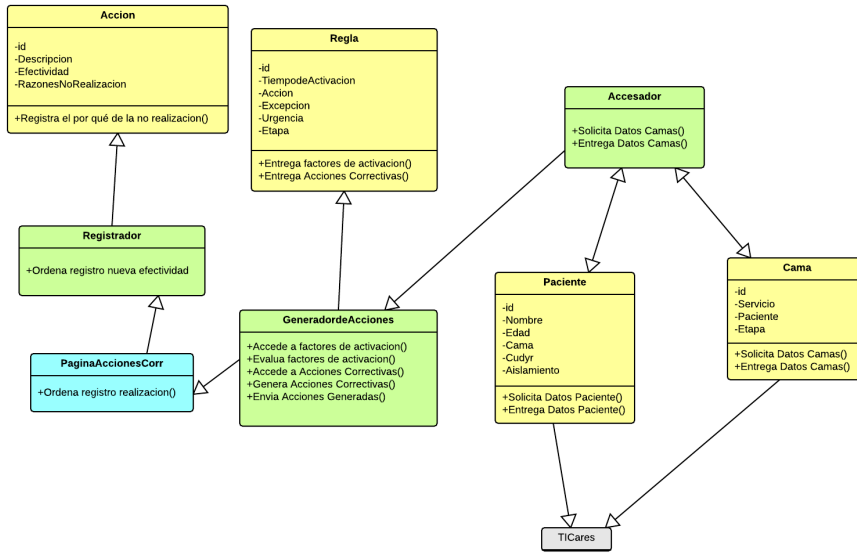 Accion
-id
-Descripcion
-Efectividad
-RazonesNoRealizacion
+Registra el por qué de la no realizacion()
Regla
-id
-TiempodeActivacion
-Accion
-Excepcion
-Urgencia
-Etapa
+Entrega factores de activacion()
+Entrega Acciones Correctivas()
Accesador
+Solicita Datos Camas()
+Entrega Datos Camas()
Registrador
+Ordena registro nueva efectividad
Paciente
-id
-Nombre
-Edad
-Cama
-Cudyr
-Aislamiento
+Solicita Datos Paciente()
+Entrega Datos Paciente()
Cama
-id
-Servicio
-Paciente
-Etapa
+Solicita Datos Camas()
+Entrega Datos Camas()
GeneradordeAcciones
+Accede a factores de activacion()
+Evalua factores de activacion()
+Accede a Acciones Correctivas()
+Genera Acciones Correctivas()
+Envia Acciones Generadas()
PaginaAccionesCorr
+Ordena registro realizacion()
TICares